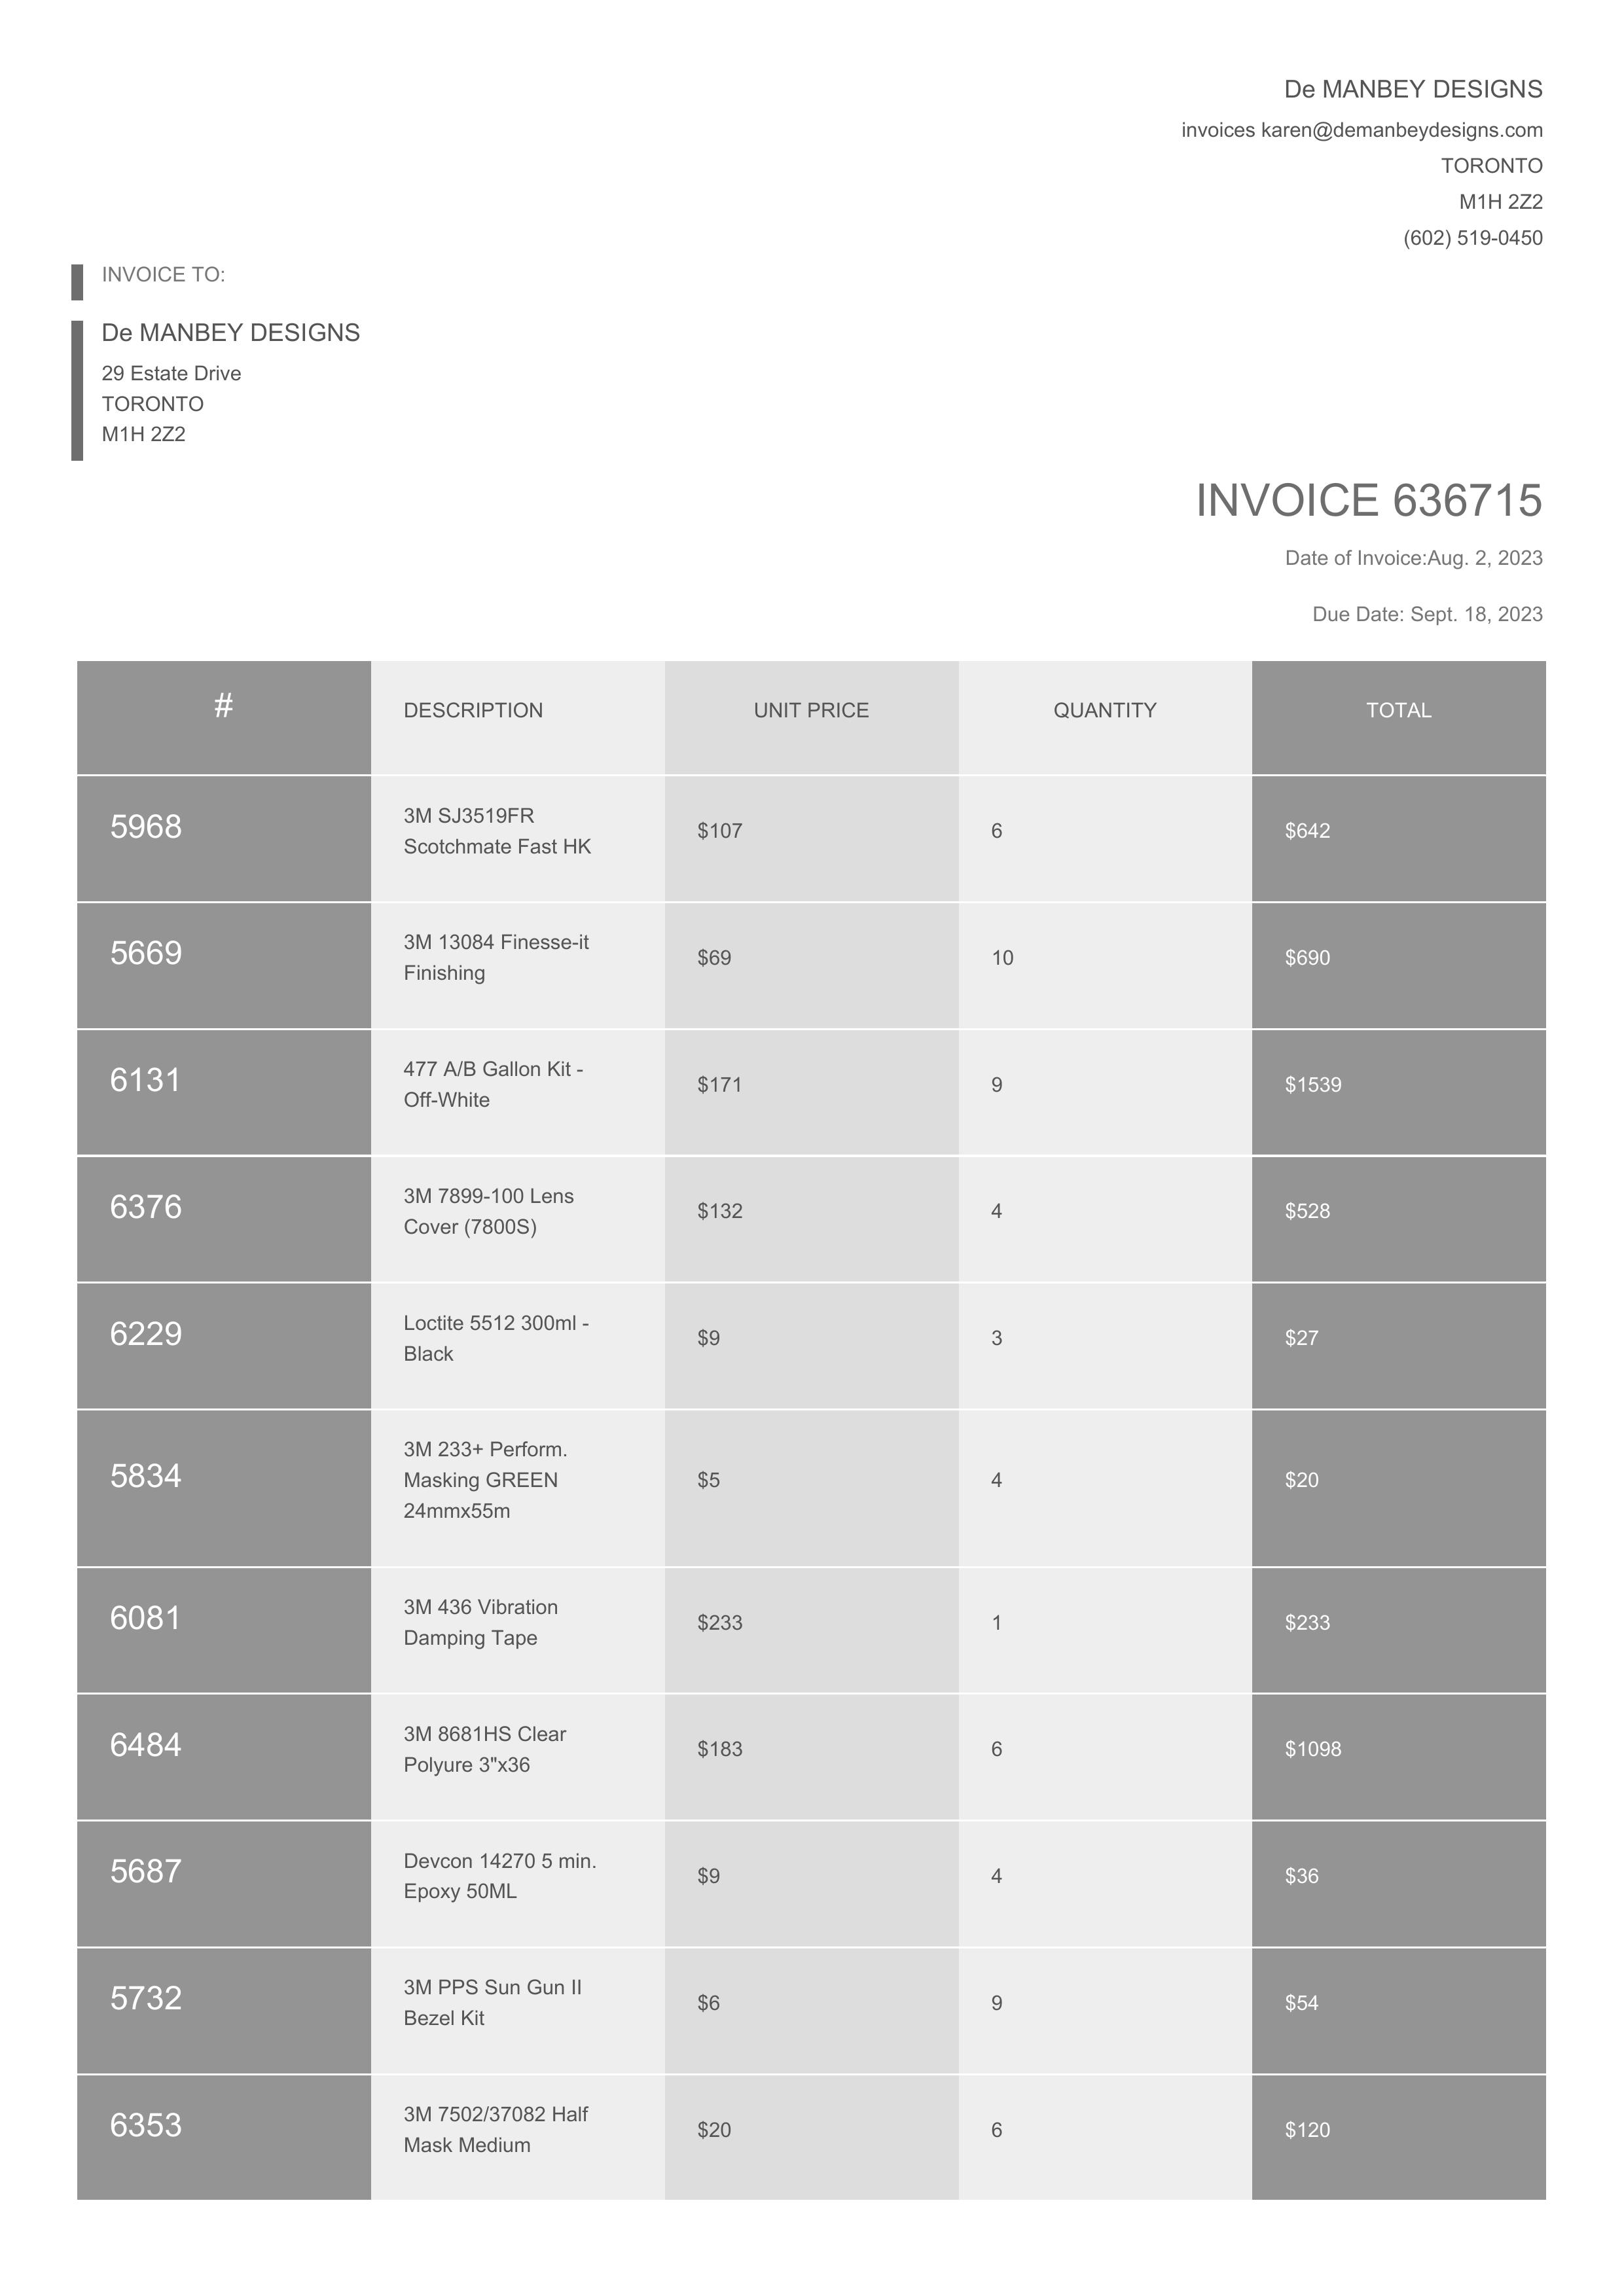 De MANBEY DESIGNS
invoices karen@demanbeydesigns.com
TORONTO
M1H 2Z2
(602) 519-0450
INVOICE TO:
De MANBEY DESIGNS
29 Estate Drive
TORONTO
M1H 2Z2
INVOICE 636715
Date of Invoice:Aug. 2, 2023
Due Date: Sept. 18, 2023
# DESCRIPTION UNIT PRICE QUANTITY TOTAL
5968 3M SJ3519FR
Scotchmate Fast HK $107 6 $642
5669 3M 13084 Finesse-it
Finishing $69 10 $690
6131 477 A/B Gallon Kit -
Off-White $171 9 $1539
6376 3M 7899-100 Lens
Cover (7800S) $132 4 $528
6229 Loctite 5512 300ml -
Black $9 3 $27
5834 3M 233+ Perform.
Masking GREEN
24mmx55m $5 4 $20
6081 3M 436 Vibration
Damping Tape $233 1 $233
6484 3M 8681HS Clear
Polyure 3"x36 $183 6 $1098
5687 Devcon 14270 5 min.
Epoxy 50ML $9 4 $36
5732 3M PPS Sun Gun II
Bezel Kit $6 9 $54
6353 3M 7502/37082 Half
Mask Medium $20 6 $120